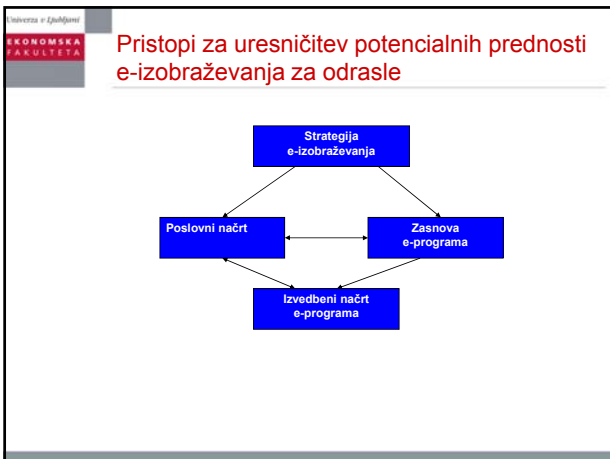 Univerza v Ljubljani
EKONOMSKA
FAKULTETA
Pristopi za uresničitev potencialnih prednosti
e-izobraževanja za odrasle
Strategija
e-izobraževanja
Poslovni načrt
Zasnova
e-programa
Izvedbeni načrt
e-programa